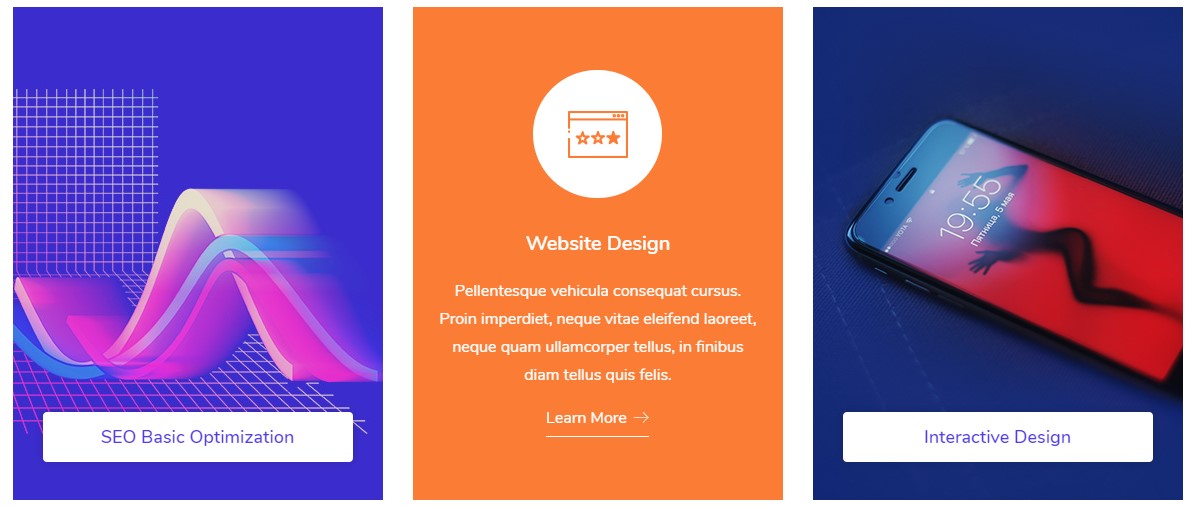 SEO Basic Optimization
Website Design
Pellentesque vehicula consequat cursus.
Proin imperdiet, neque vitae eleifend laoreet,
neque quam ullamcorper tellus, in finibus
diam tellus quis felis.
Learn More →
YOTA
19:55
Пятница, 5 мая
Interactive Design